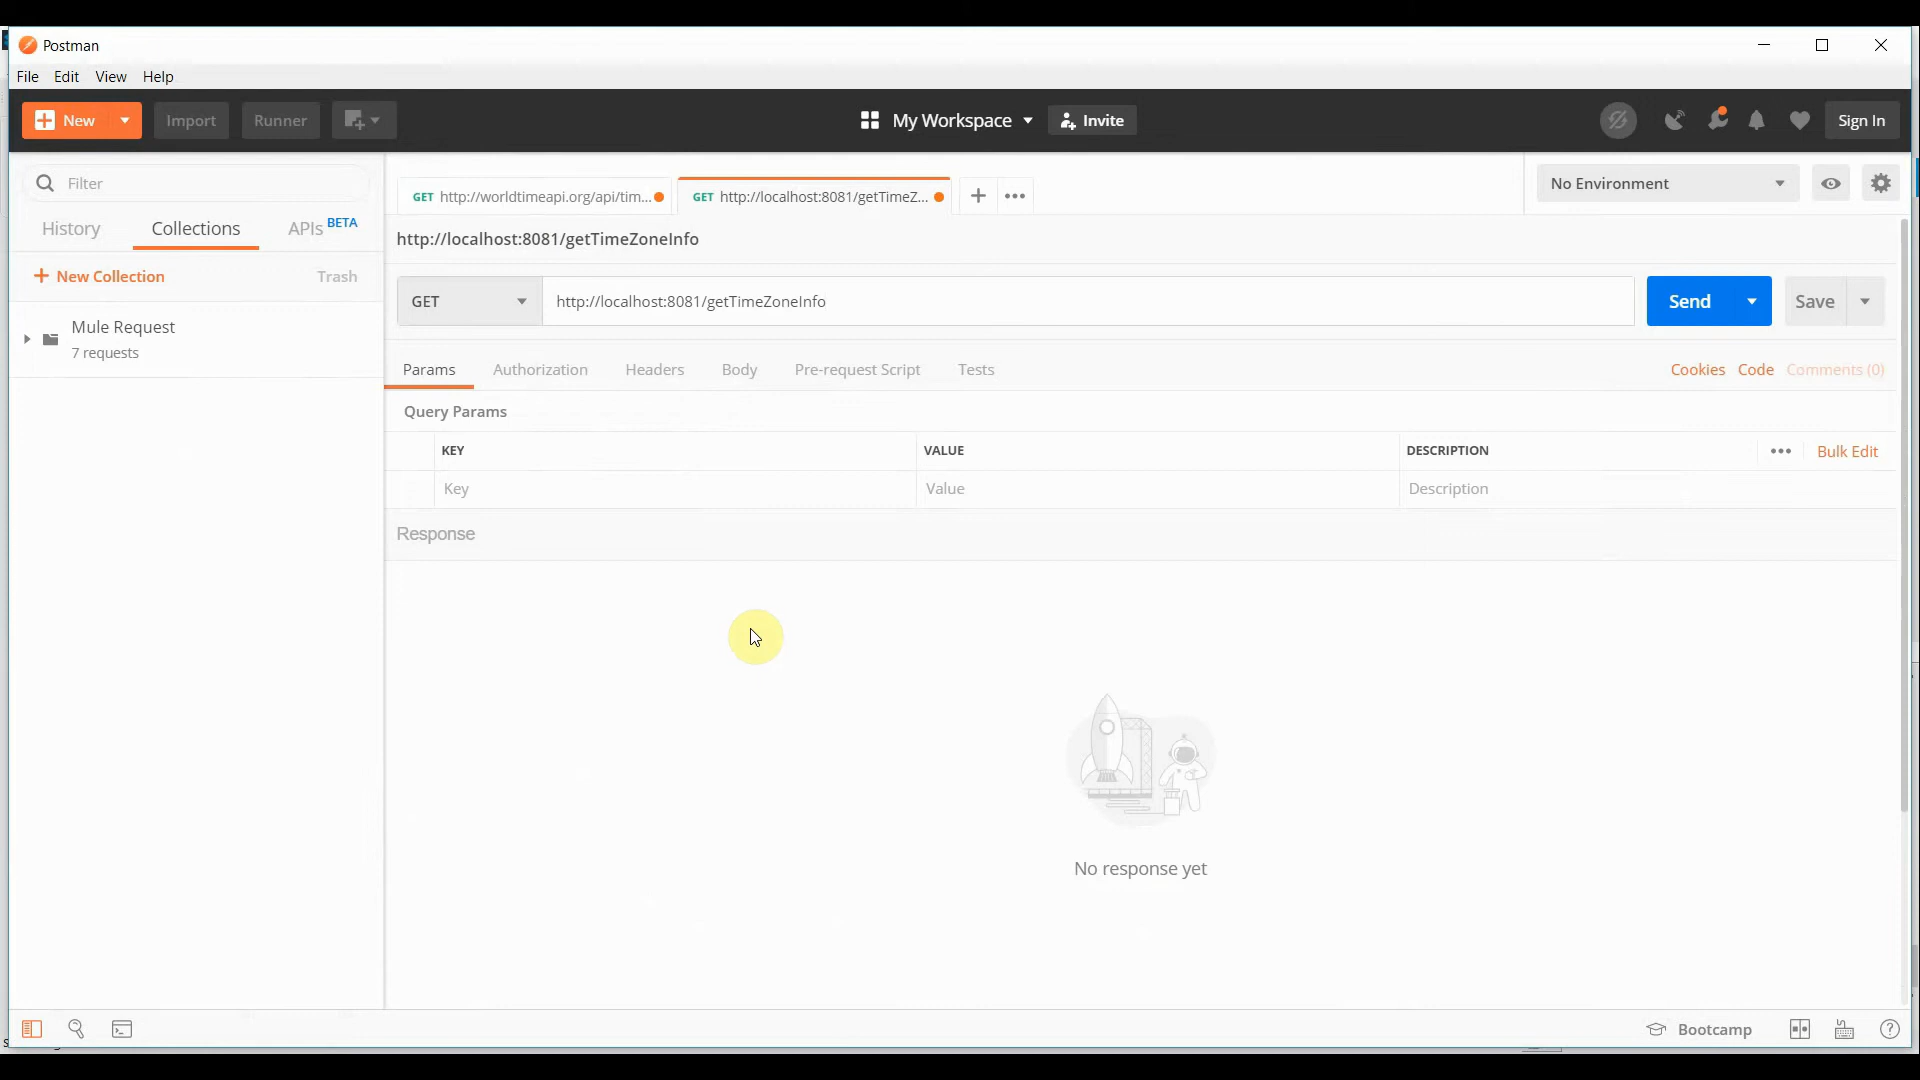 Postman
File Edit View Help
New Import Runner My Workspace Invite Sign In
Filter
History Collections APIs BETA
New Collection Trash
Mule Request
7 requests
GET http://worldtimeapi.org/api/tim... GET http://localhost:8081/getTimeZ... No Environment
http://localhost:8081/getTimeZoneInfo
GET http://localhost:8081/getTimeZoneInfo Send Save
Params Authorization Headers Body Pre-request Script Tests Cookies Code Comments (0)
Query Params
KEY VALUE DESCRIPTION Bulk Edit
Key Value Description
Response
No response yet
Bootcamp